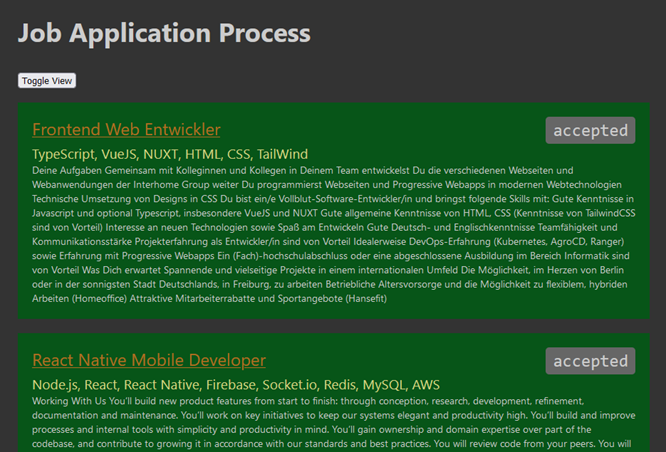 Job Application Process
Toggle View
Frontend Web Entwickler
accepted
TypeScript, VueJS, NUXT, HTML, CSS, TailWind
Deine Aufgaben Gemeinsam mit Kolleginnen und Kollegen in Deinem Team entwickelst Du die verschiedenen Webseiten und
Webanwendungen der Interhome Group weiter Du programmierst Webseiten und Progressive Webapps in modernen Webtechnologien
Technische Umsetzung von Designs in CSS Du bist ein/e Vollblut-Software-Entwickler/in und bringst folgende Skills mit: Gute Kenntnisse in
Javascript und optional Typescript, insbesondere VueJS und NUXT Gute allgemeine Kenntnisse von HTML, CSS (Kenntnisse von TailwindCSS
sind von Vorteil) Interesse an neuen Technologien sowie Spaß am Entwickeln Gute Deutsch- und Englischkenntnisse Teamfähigkeit und
Kommunikationsstärke Projekterfahrung als Entwickler/in sind von Vorteil Idealerweise DevOps-Erfahrung (Kubernetes, AgroCD, Ranger)
sowie Erfahrung mit Progressive Webapps Ein (Fach)-hochschulabschluss oder eine abgeschlossene Ausbildung im Bereich Informatik sind
von Vorteil Was Dich erwartet Spannende und vielseitige Projekte in einem internationalen Umfeld Die Möglichkeit, im Herzen von Berlin
oder in der sonnigsten Stadt Deutschlands, in Freiburg, zu arbeiten Betriebliche Altersvorsorge und die Möglichkeit zu flexiblem, hybriden
Arbeiten (Homeoffice) Attraktive Mitarbeiterrabatte und Sportangebote (Hansefit)
React Native Mobile Developer
accepted
Node.js, React, React Native, Firebase, Socket.io, Redis, MySQL, AWS
Working With Us You'll build new product features from start to finish: through conception, research, development, refinement,
documentation and maintenance. You'll work on key initiatives to keep our systems elegant and productivity high. You'll build and improve
processes and internal tools with simplicity and productivity in mind. You'll gain ownership and domain expertise over part of the
codebase, and contribute to growing it in accordance with our standards and best practices. You will review code from your peers. You will